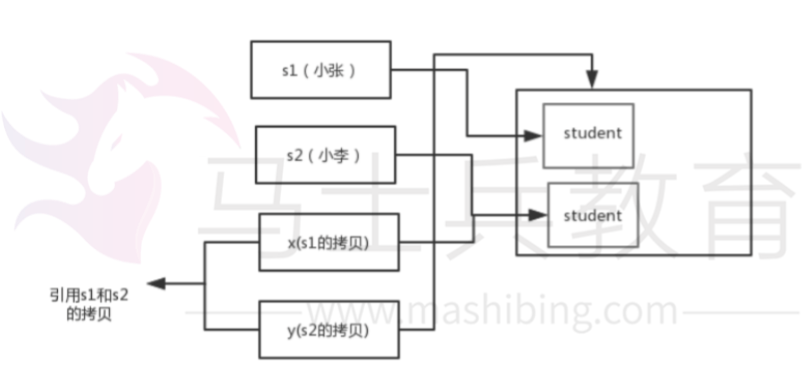 s1（小张）
student
s2（小李）
student
马士兵教育
x(s1的拷贝)
引用s1和s2
的拷贝
www.mashibing.com
y(s2的拷贝)